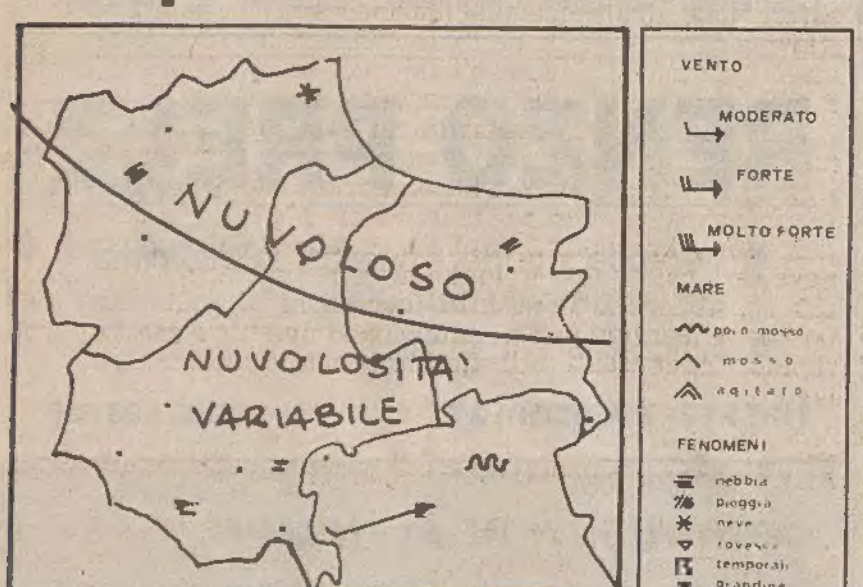 NUVOLOSO
NUVOLOSITA' VARIABILE
VENTO
MODERATO
FORTE
MOLTO FORTE
MARE
poco mosso
mosso
agitato
FENOMENI
nebbia
pioggia
neve
rovesci
temporali
grandine